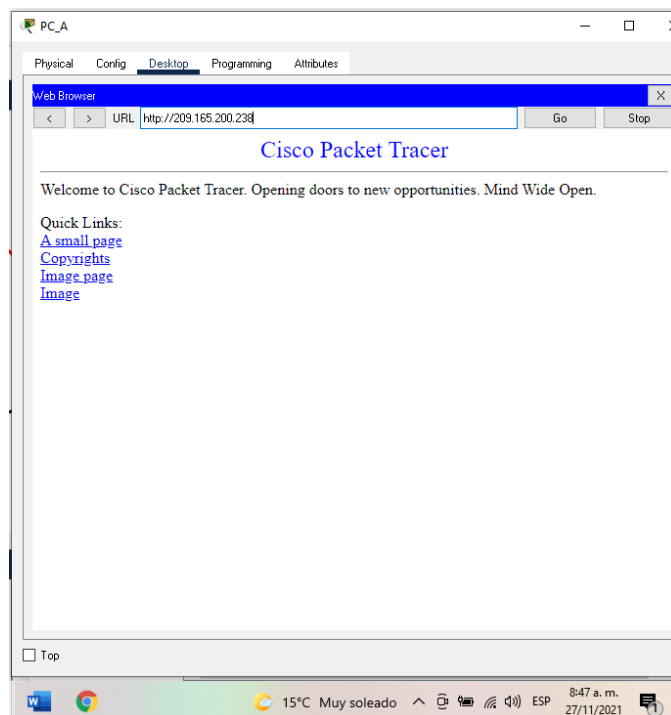 PC_A
Physical Config Desktop Programming Attributes
Web Browser X
< > URL http://209.165.200.238 Go Stop
Cisco Packet Tracer
Welcome to Cisco Packet Tracer. Opening doors to new opportunities. Mind Wide Open.
Quick Links:
A small page
Copyrights
Image page
Image
Top
15°C Muy soleado ESP 8:47 a. m.
27/11/2021 1